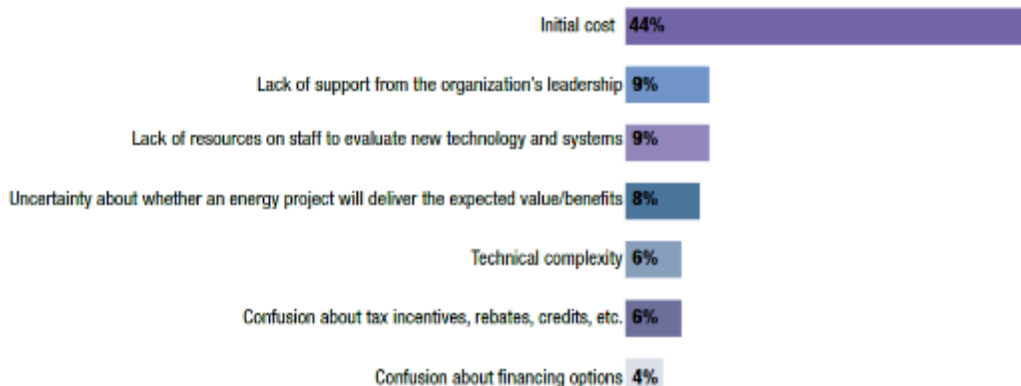 Initial cost 44%
Lack of support from the organization's leadership 9%
Lack of resources on staff to evaluate new technology and systems 9%
Uncertainty about whether an energy project will deliver the expected value/benefits 8%
Technical complexity 6%
Confusion about tax incentives, rebates, credits, etc. 6%
Confusion about financing options 4%